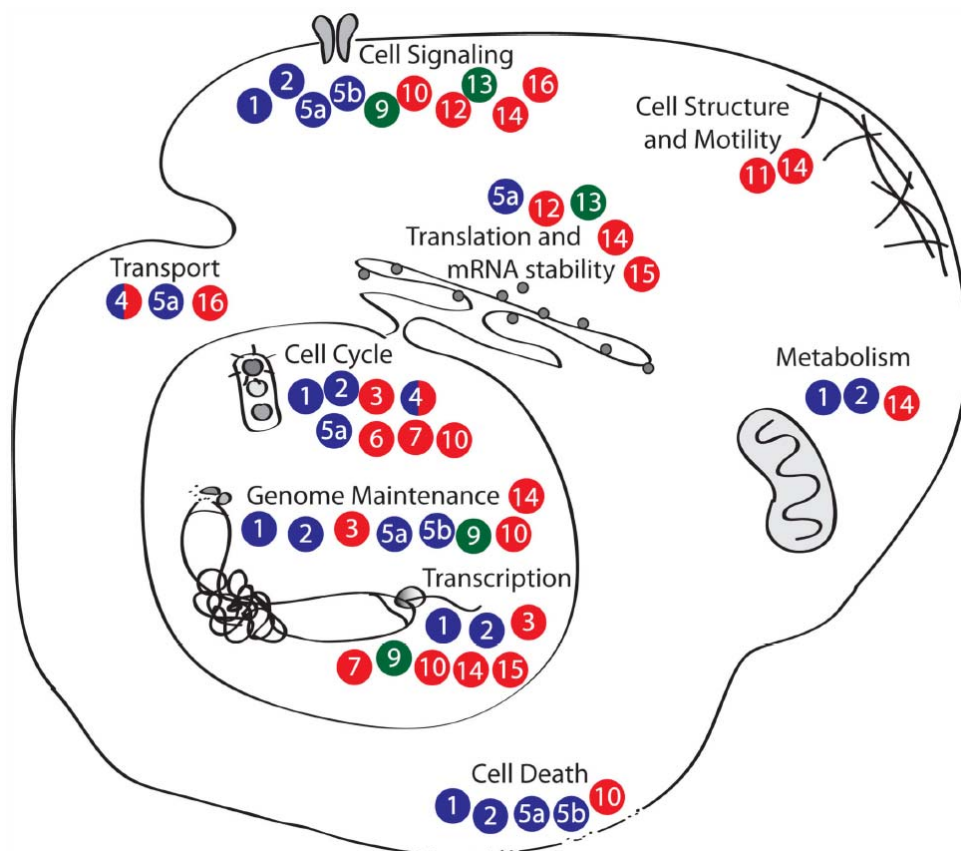 Cell Signaling
1 2 5a 5b 9 10 12 13 14 16
Cell Structure
and Motility
11 14
5a 12 13
Translation and 14
mRNA stability 15
Transport
4 5a 16
Cell Cycle
1 2 3 4
5a 6 7 10
Metabolism
1 2 14
Genome Maintenance 14
1 2 3 5a 5b 9 10
Transcription
1 2 3
7 9 10 14 15
Cell Death
1 2 5a 5b 10